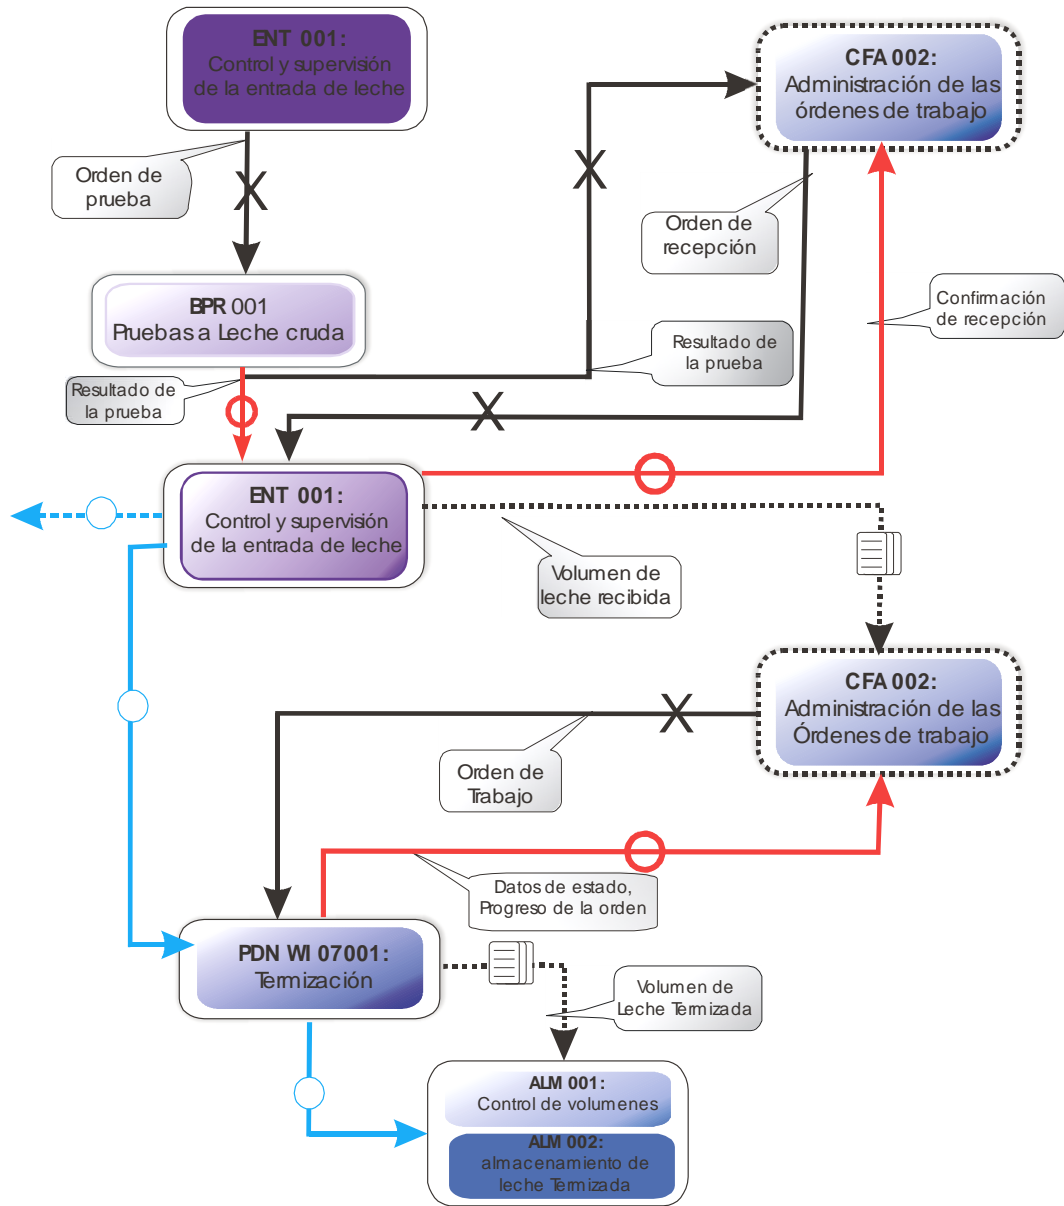 ENT 001:
Control y supervisión
de la entrada de leche
CFA 002:
Administración de las
órdenes de trabajo
Orden de
prueba
Orden de
recepción
BPR 001
Pruebas a Leche cruda
Confirmación
de recepción
Resultado de
la prueba
Resultado de
la prueba
ENT 001:
Control y supervisión
de la entrada de leche
Volumen de
leche recibida
CFA 002:
Administración de las
Órdenes de trabajo
Orden de
Trabajo
Datos de estado,
Progreso de la orden
PDN WI 07001:
Termización
Volumen de
Leche Termizada
ALM 001:
Control de volumenes
ALM 002:
almacenamiento de
leche Termizada